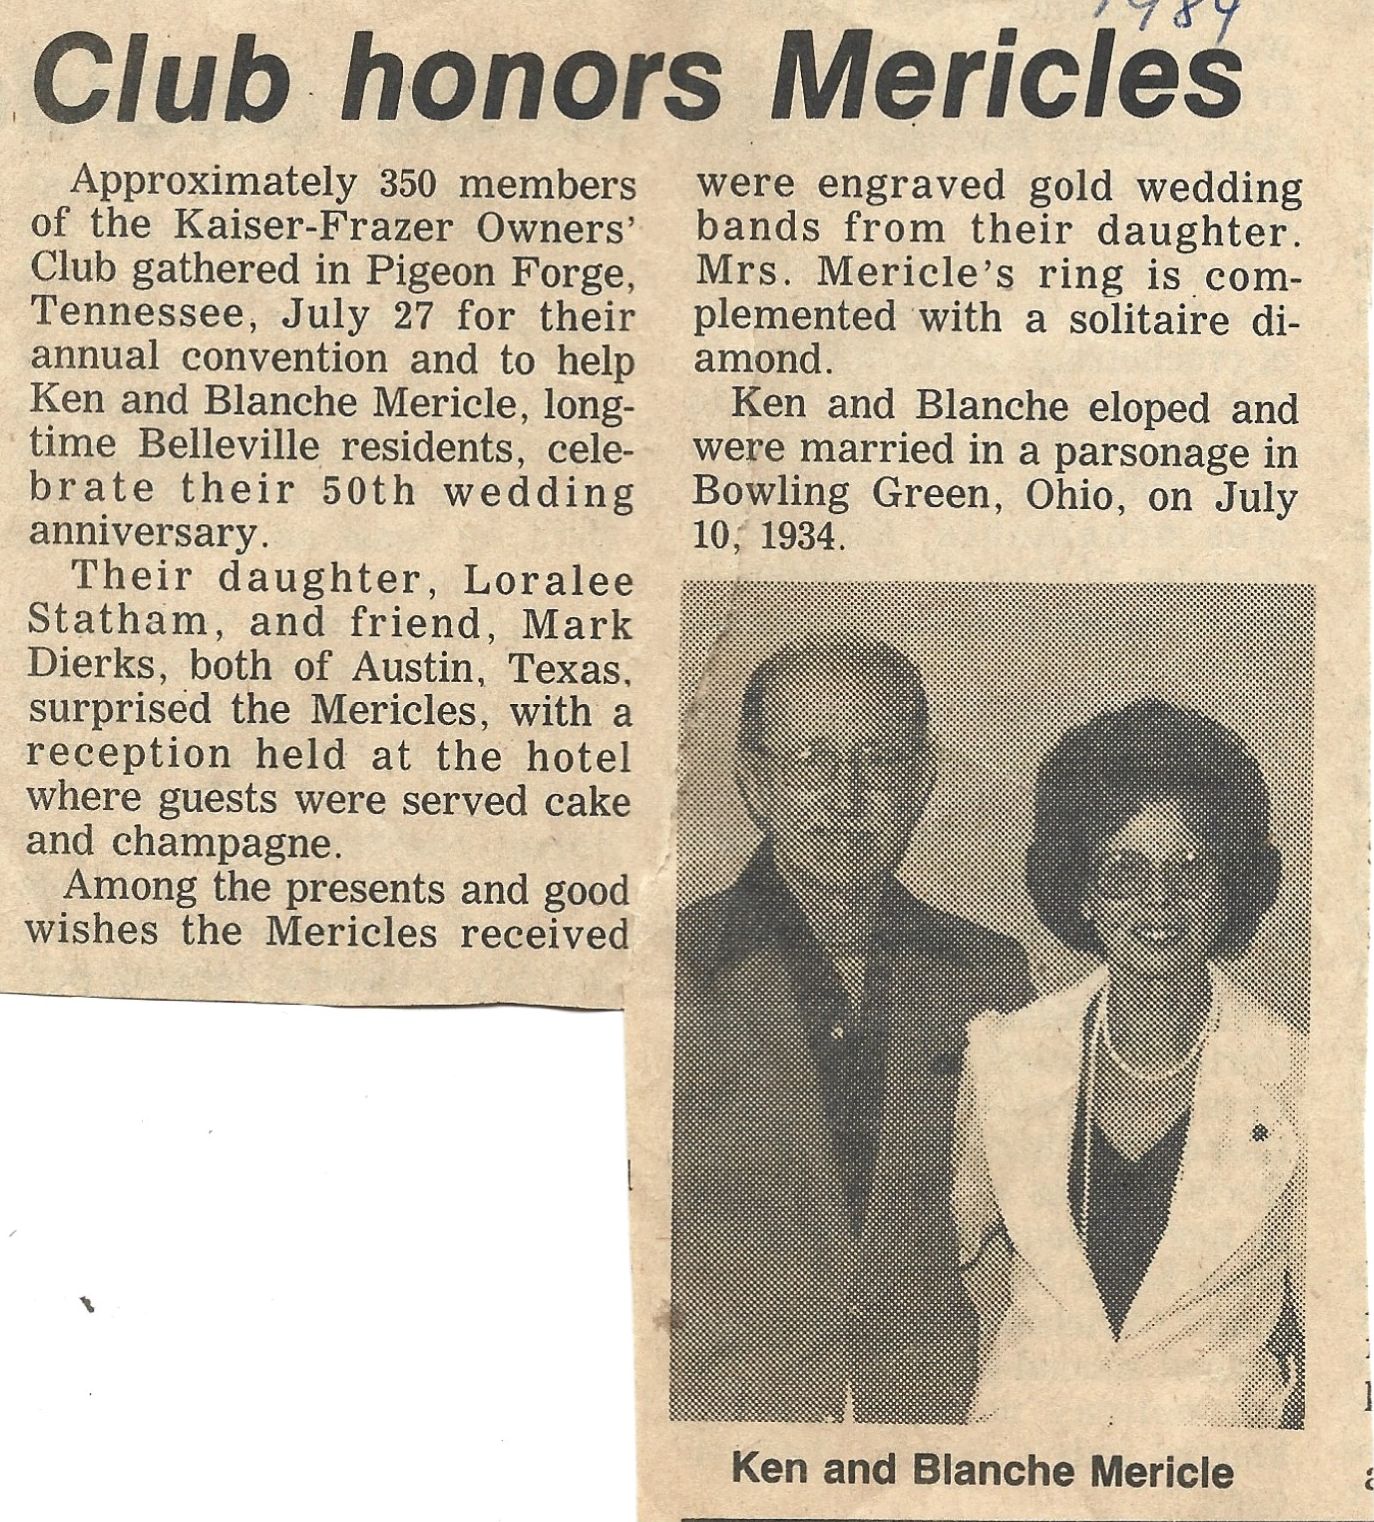 1984
Club honors Mericles
Approximately 350 members
of the Kaiser-Frazer Owners'
Club gathered in Pigeon Forge,
Tennessee, July 27 for their
annual convention and to help
Ken and Blanche Mericle, long-
time Belleville residents, cele-
brate their 50th wedding
anniversary.
Their daughter, Loralee
Statham, and friend, Mark
Dierks, both of Austin, Texas,
surprised the Mericles, with a
reception held at the hotel
where guests were served cake
and champagne.
Among the presents and good
wishes the Mericles received
were engraved gold wedding
bands from their daughter.
Mrs. Mericle's ring is com-
plemented with a solitaire di-
amond.
Ken and Blanche eloped and
were married in a parsonage in
Bowling Green, Ohio, on July
10, 1934.
Ken and Blanche Mericle